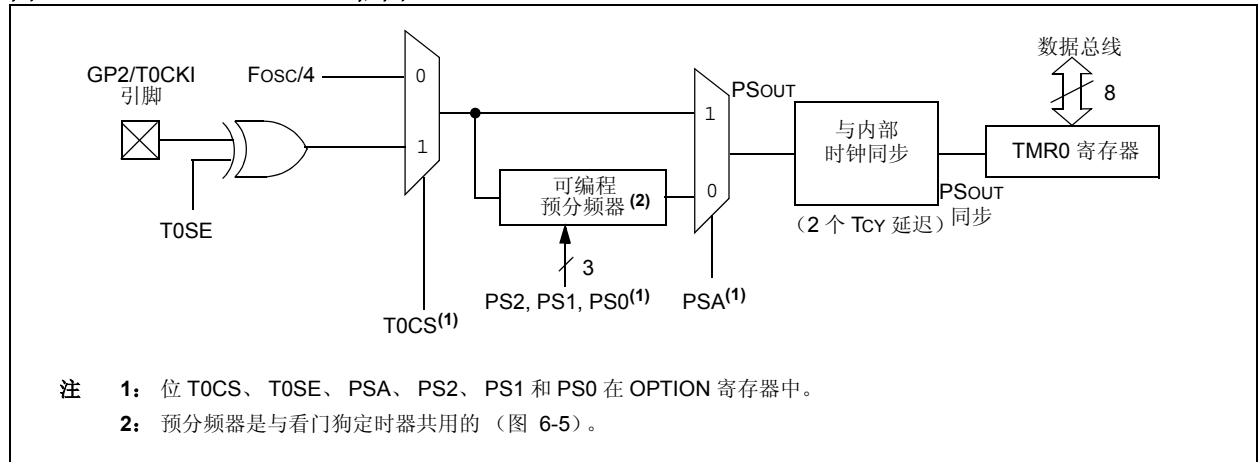 GP2/T0CKI
引脚
FOSC/4
0
1
T0SE
T0CS(1)
可编程
预分频器 (2)
3
PS2, PS1, PS0(1)
1
0
PSA(1)
PSOUT
与内部
时钟同步
（2 个 TCY 延迟）
PSOUT
同步
数据总线
8
TMR0 寄存器
注 1： 位 T0CS、 T0SE、 PSA、 PS2、 PS1 和 PS0 在 OPTION 寄存器中。
2： 预分频器是与看门狗定时器共用的 （图 6-5）。